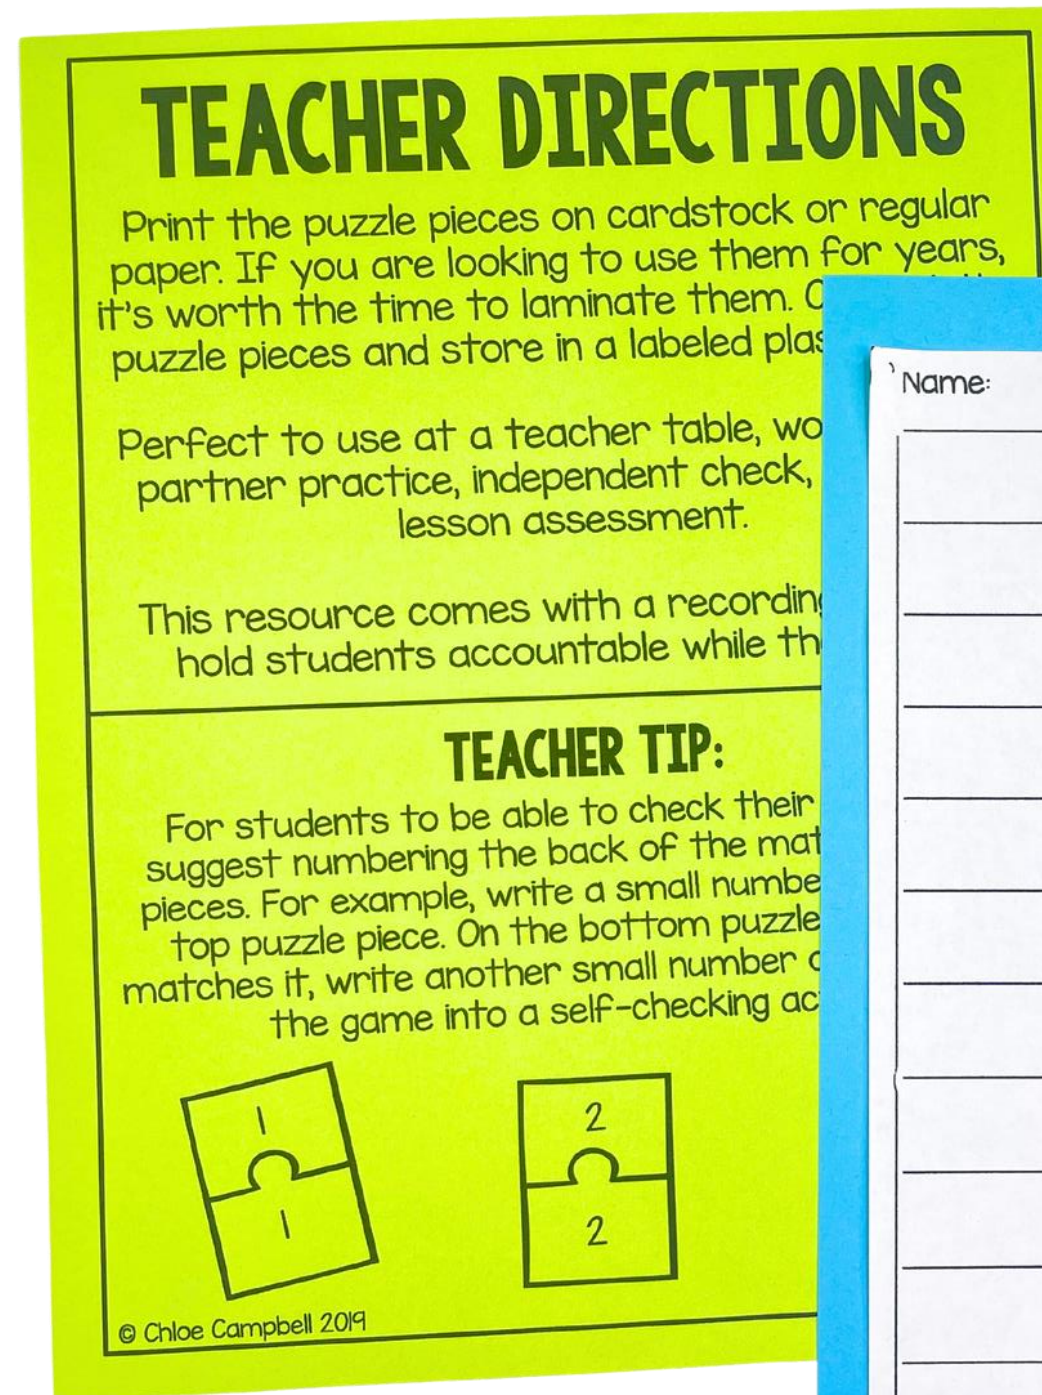 TEACHER DIRECTIONS
Print the puzzle pieces on cardstock or regular
paper. If you are looking to use them for years,
it's worth the time to laminate them.
puzzle pieces and store in a labeled
Perfect to use at a teacher table,
partner practice, independent check,
lesson assessment.
This resource comes with a
hold students accountable while
TEACHER TIP:
For students to be able to check their
suggest numbering the back of the
pieces. For example, write a small
top puzzle piece. On the bottom puzzle
matches it, write another small number
the game into a self-checking
1
1
2
2
© Chloe Campbell 2019
Name: